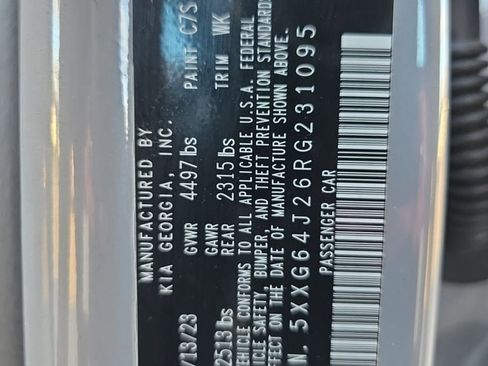 MANUFACTURED BY
KIA GEORGIA, INC.
/13/23 GVWR 4497 lbs PAINT C7S
2513 lbs GAWR REAR 2315 lbs TRIM WK
VEHICLE CONFORMS TO ALL APPLICABLE U.S.A. FEDERAL
VEHICLE SAFETY, BUMPER, AND THEFT PREVENTION STANDARDS
EFFECT ON THE DATE OF MANUFACTURE SHOWN ABOVE.
N. 5XXG64J26RG231095
PASSENGER CAR